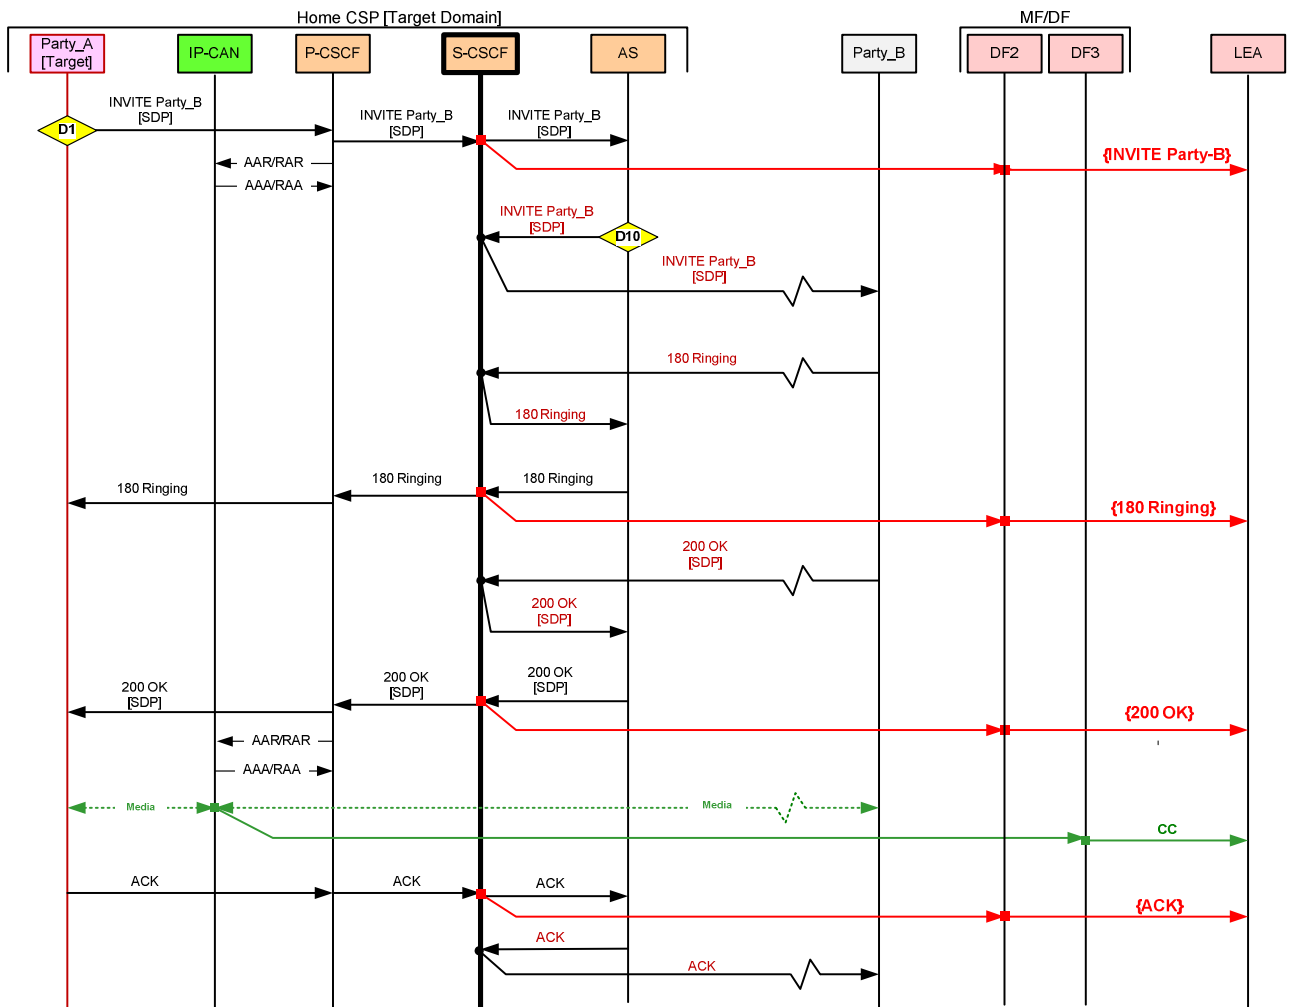 Home CSP [Target Domain]
MF/DF
Party_A
[Target]
IP-CAN
P-CSCF
S-CSCF
AS
Party_B
DF2
DF3
LEA
INVITE Party_B
[SDP]
INVITE Party_B
[SDP]
INVITE Party_B
[SDP]
D1
{INVITE Party-B}
AAR/RAR
AAA/RAA
INVITE Party_B
[SDP]
D10
INVITE Party_B
[SDP]
180 Ringing
180 Ringing
180 Ringing
180 Ringing
180 Ringing
{180 Ringing}
200 OK
[SDP]
200 OK
[SDP]
200 OK
[SDP]
200 OK
[SDP]
200 OK
[SDP]
{200 OK}
AAR/RAR
AAA/RAA
Media
Media
CC
ACK
ACK
ACK
{ACK}
ACK
ACK